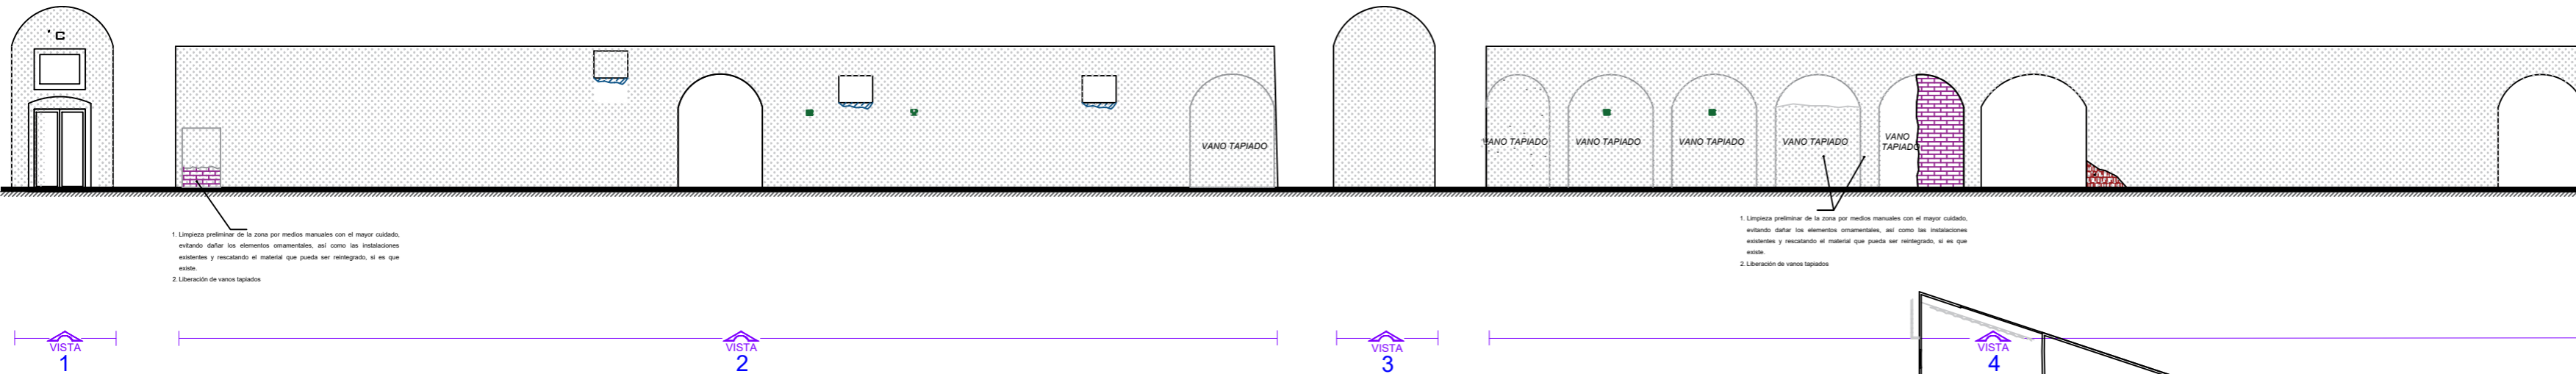 C
VANO TAPIADO
VANO TAPIADO
VANO TAPIADO
VANO TAPIADO
VANO TAPIADO
VANO
TAPIADO
1. Limpieza preliminar de la zona por medios manuales con el mayor cuidado,
evitando dañar los elementos ornamentales, así como las instalaciones
existentes y rescatando el material que pueda ser reintegrado, si es que
existe.
2. Liberación de vanos tapiados
1. Limpieza preliminar de la zona por medios manuales con el mayor cuidado,
evitando dañar los elementos ornamentales, así como las instalaciones
existentes y rescatando el material que pueda ser reintegrado, si es que
existe.
2. Liberación de vanos tapiados
VISTA
1
VISTA
2
VISTA
3
VISTA
4